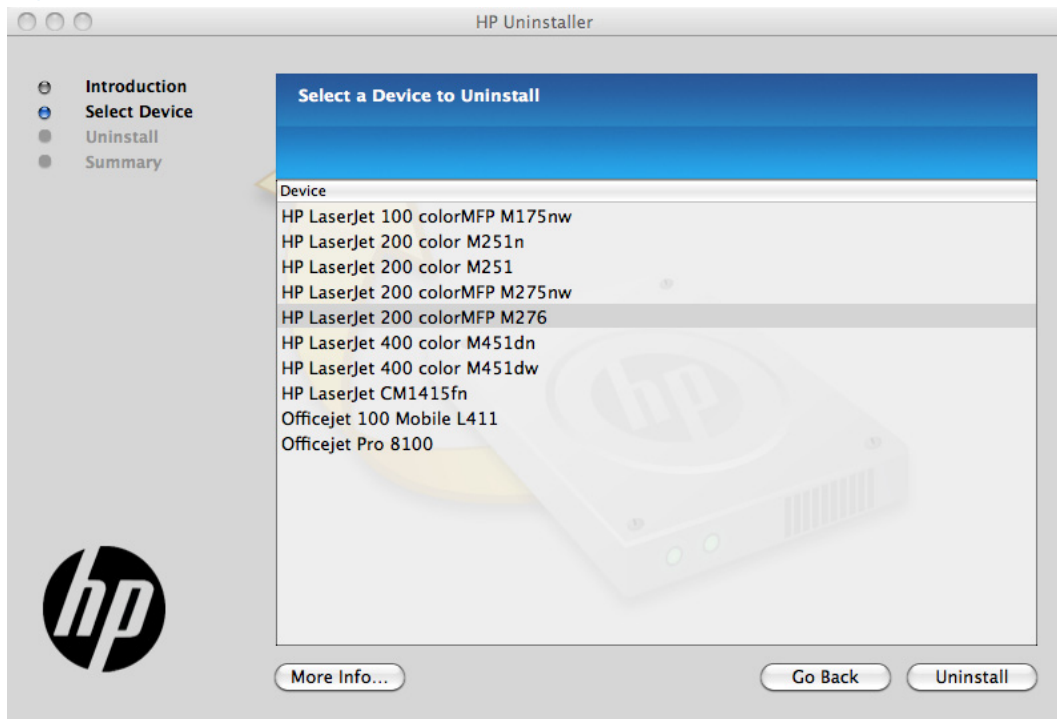 HP Uninstaller
Introduction
Select Device
Uninstall
Summary
Select a Device to Uninstall
Device
HP LaserJet 100 colorMFP M175nw
HP LaserJet 200 color M251n
HP LaserJet 200 color M251
HP LaserJet 200 colorMFP M275nw
HP LaserJet 200 colorMFP M276
HP LaserJet 400 color M451dn
HP LaserJet 400 color M451dw
HP LaserJet CM1415fn
Officejet 100 Mobile L411
Officejet Pro 8100
hp
hp
More Info...
Go Back
Uninstall